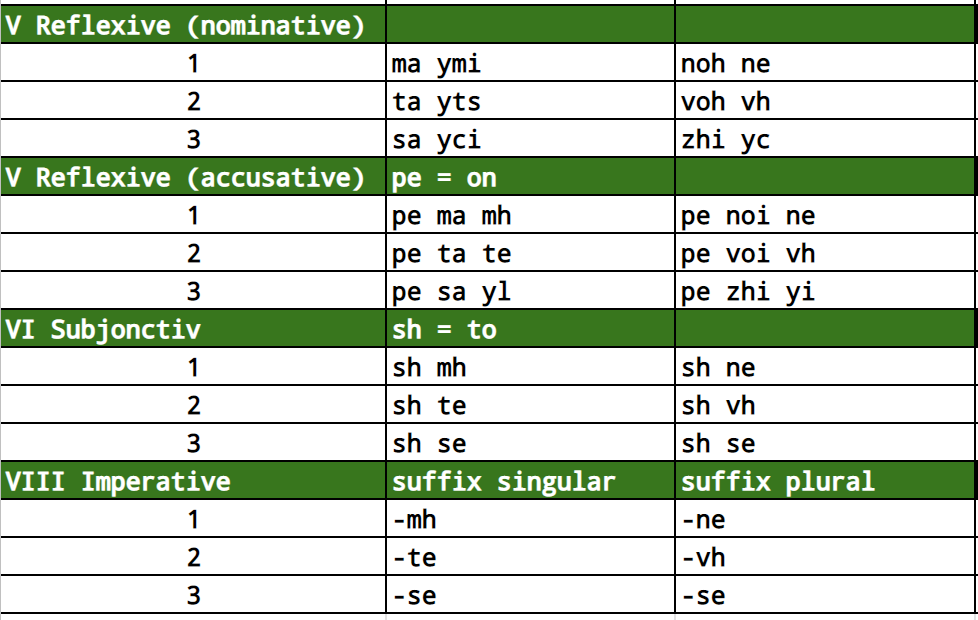 V Reflexive (nominative)
1 ma ymi noh ne
2 ta yts voh vh
3 sa yci zhi yc
V Reflexive (accusative) pe = on
1 pe ma mh pe noi ne
2 pe ta te pe voi vh
3 pe sa yl pe zhi yi
VI Subjonctiv sh = to
1 sh mh sh ne
2 sh te sh vh
3 sh se sh se
VIII Imperative suffix singular suffix plural
1 -mh -ne
2 -te -vh
3 -se -se